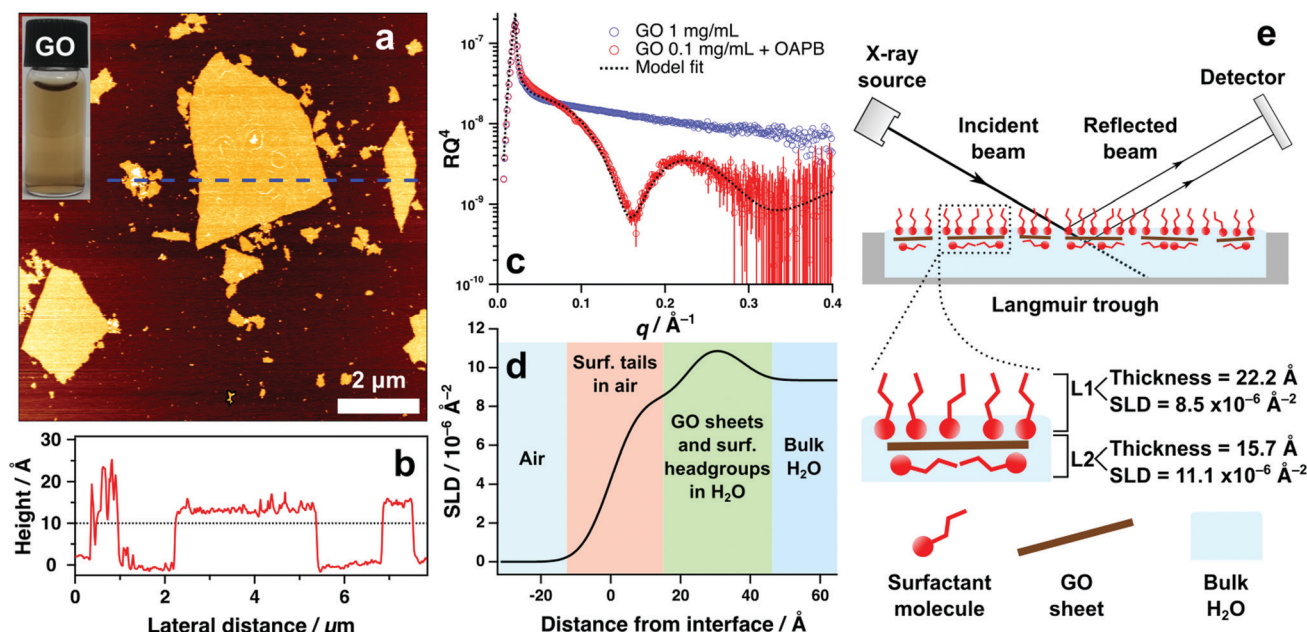 GO
a
2 µm
b
Height / Å
30
20
10
0
0
2
4
6
Lateral distance / µm
c
RQ⁴
10⁻⁷
10⁻⁸
10⁻⁹
10⁻¹⁰
GO 1 mg/mL
GO 0.1 mg/mL + OAPB
Model fit
0.0
0.1
0.2
0.3
0.4
q / Å⁻¹
d
SLD / 10⁻⁶ Å⁻²
12
10
8
6
4
2
0
Air
Surf. tails
in air
GO sheets
and surf.
headgroups
in H₂O
Bulk
H₂O
-20
0
20
40
60
Distance from interface / Å
e
X-ray
source
Incident
beam
Reflected
beam
Detector
Langmuir trough
L1
Thickness = 22.2 Å
SLD = 8.5 x10⁻⁶ Å⁻²
L2
Thickness = 15.7 Å
SLD = 11.1 x10⁻⁶ Å⁻²
Surfactant
molecule
GO
sheet
Bulk
H₂O